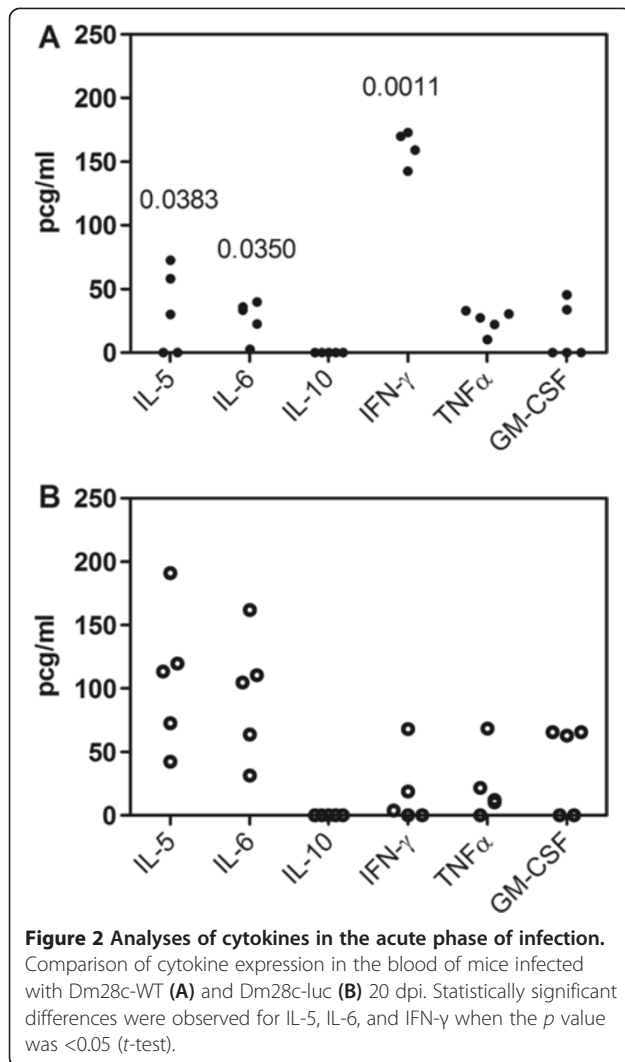 A
250
200
150
100
50
0
pcg/ml
0.0383
0.0350
0.0011
IL-5
IL-6
IL-10
IFN-γ
TNFα
GM-CSF
B
250
200
150
100
50
0
pcg/ml
IL-5
IL-6
IL-10
IFN-γ
TNFα
GM-CSF
Figure 2 Analyses of cytokines in the acute phase of infection.
Comparison of cytokine expression in the blood of mice infected
with Dm28c-WT (A) and Dm28c-luc (B) 20 dpi. Statistically significant
differences were observed for IL-5, IL-6, and IFN-γ when the p value
was <0.05 (t-test).